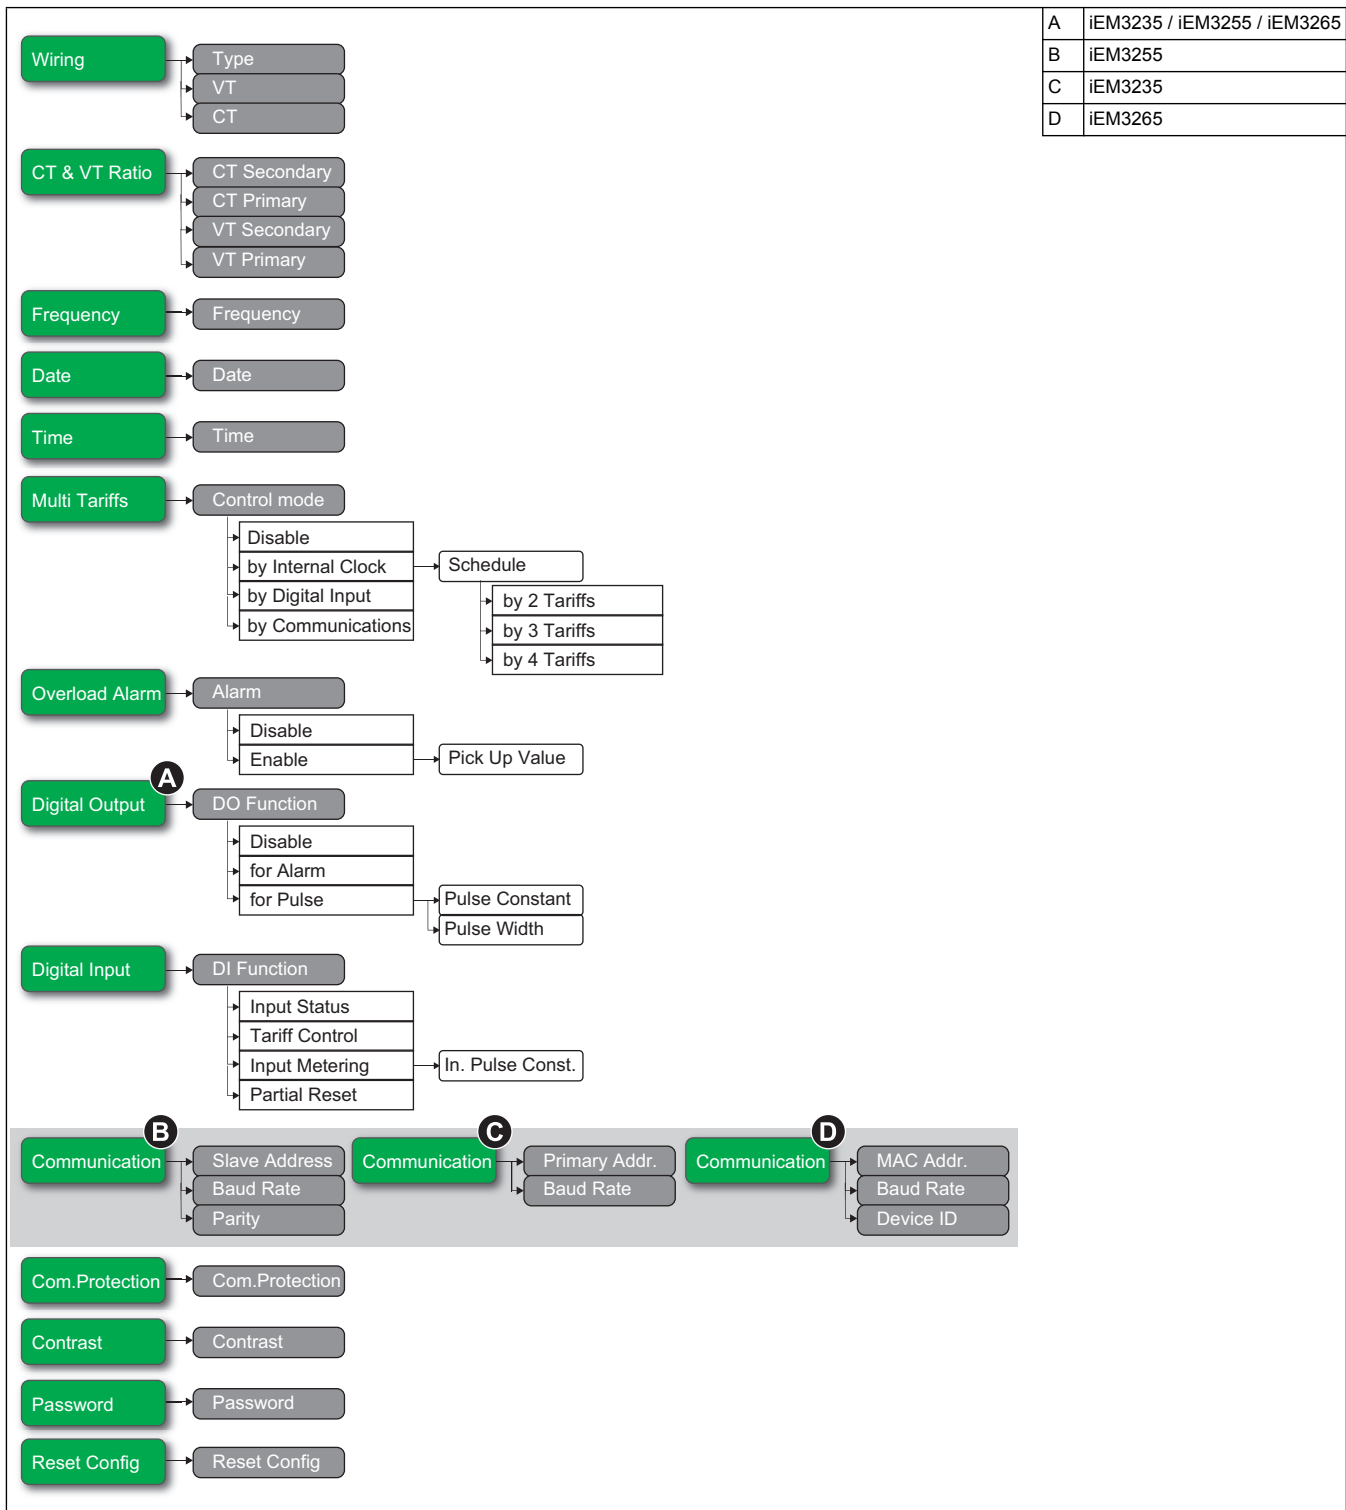 A iEM3235 / iEM3255 / iEM3265
B iEM3255
C iEM3235
D iEM3265
Wiring
Type
VT
CT
CT & VT Ratio
CT Secondary
CT Primary
VT Secondary
VT Primary
Frequency
Frequency
Date
Date
Time
Time
Multi Tariffs
Control mode
Disable
by Internal Clock
by Digital Input
by Communications
Schedule
by 2 Tariffs
by 3 Tariffs
by 4 Tariffs
Overload Alarm
Alarm
Disable
Enable
Pick Up Value
A
Digital Output
DO Function
Disable
for Alarm
for Pulse
Pulse Constant
Pulse Width
Digital Input
DI Function
Input Status
Tariff Control
Input Metering
In. Pulse Const.
Partial Reset
B
Communication
Slave Address
Baud Rate
Parity
C
Communication
Primary Addr.
Baud Rate
D
Communication
MAC Addr.
Baud Rate
Device ID
Com.Protection
Com.Protection
Contrast
Contrast
Password
Password
Reset Config
Reset Config